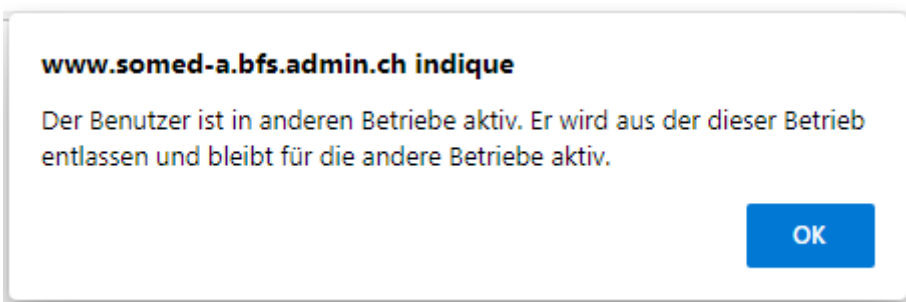 www.somed-a.bfs.admin.ch indique
Der Benutzer ist in anderen Betriebe aktiv. Er wird aus der dieser Betrieb
entlassen und bleibt für die andere Betriebe aktiv.
OK